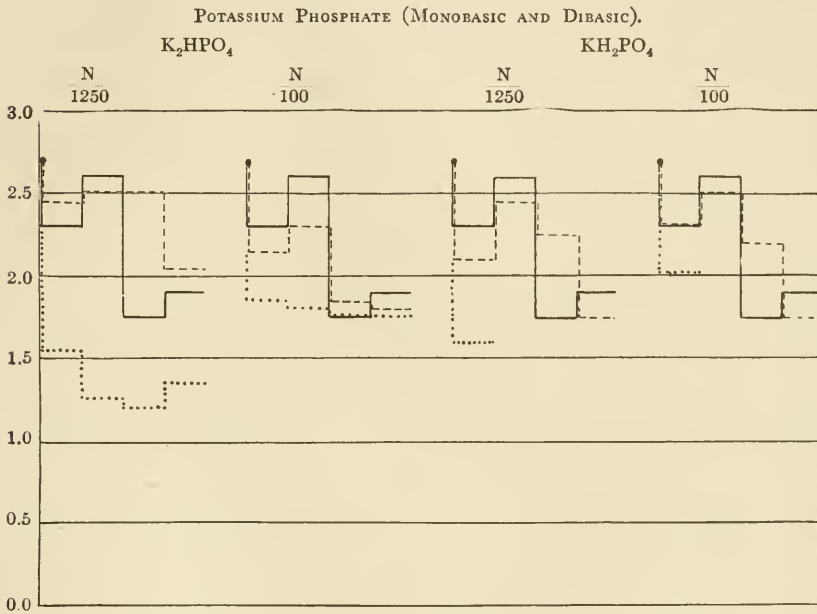 POTASSIUM PHOSPHATE (MONOBASIC AND DIBASIC).
K₂HPO₄ KH₂PO₄
N N N N
1250 100 1250 100
3.0
2.5
2.0
1.5
1.0
0.5
0.0